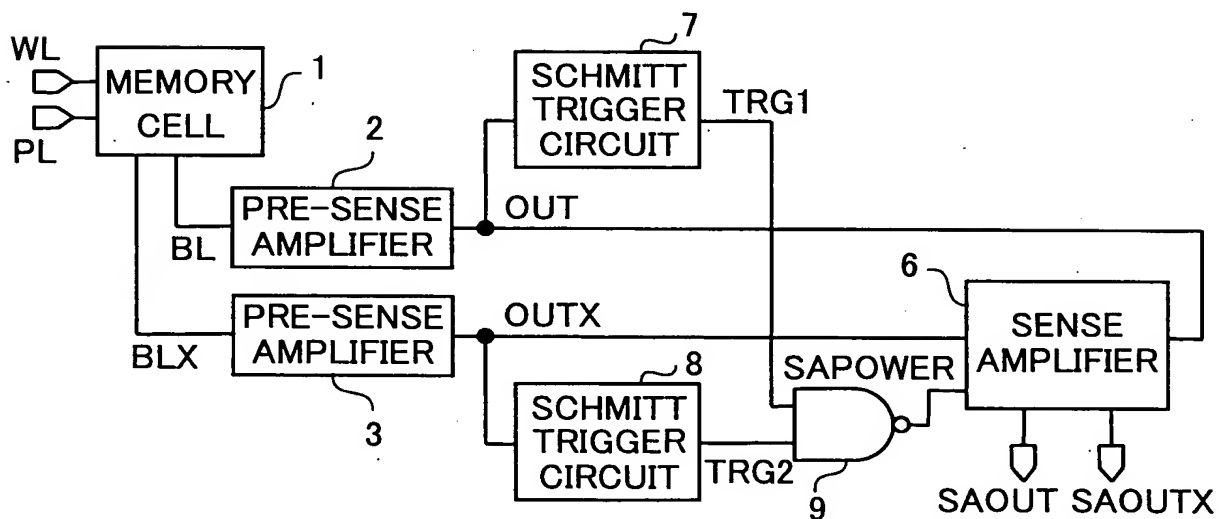 WL
PL
MEMORY
CELL
1
2
PRE-SENSE
AMPLIFIER
BL
OUT
7
SCHMITT
TRIGGER
CIRCUIT
TRG1
PRE-SENSE
AMPLIFIER
BLX
3
OUTX
8
SCHMITT
TRIGGER
CIRCUIT
TRG2
SAPOWER
9
6
SENSE
AMPLIFIER
SAOUT
SAOUTX